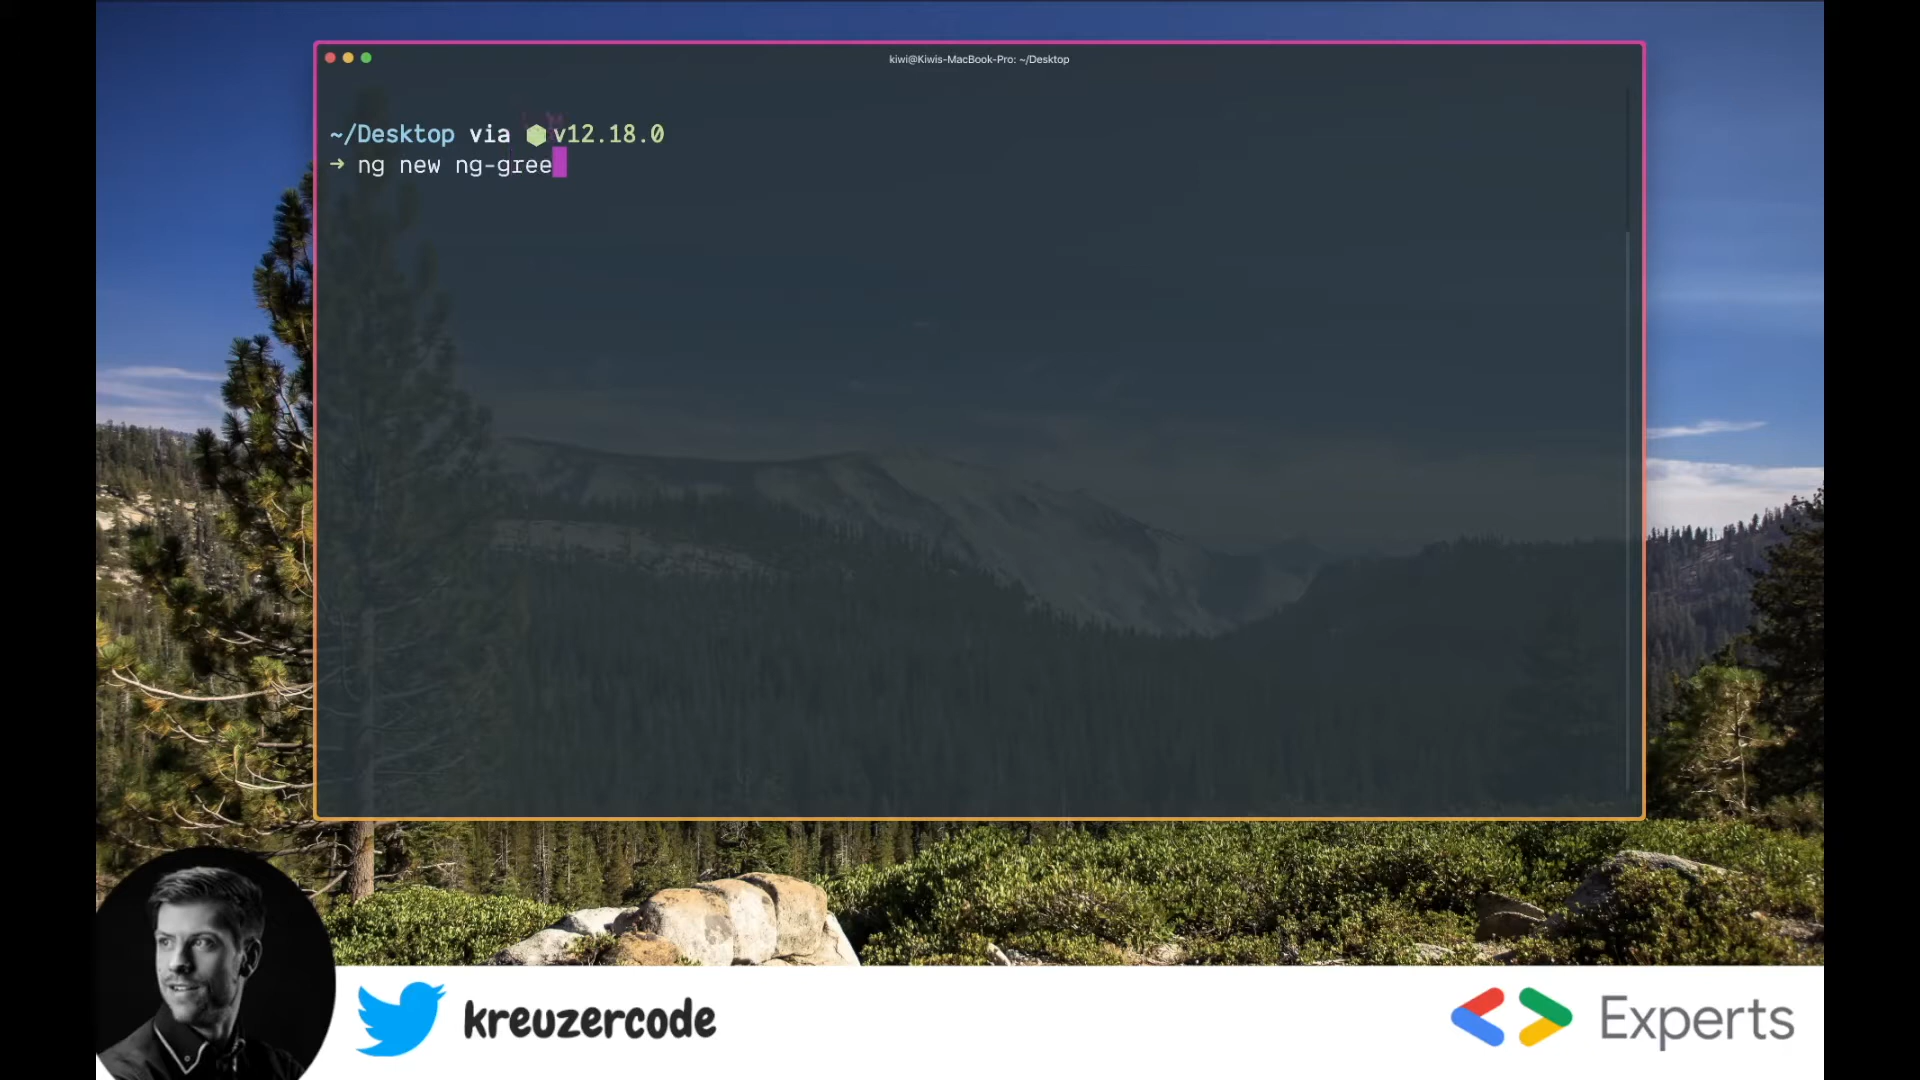 kiwi@Kiwis-MacBook-Pro: ~/Desktop
~/Desktop via v12.18.0
→ ng new ng-gree
kreuzercode
Experts